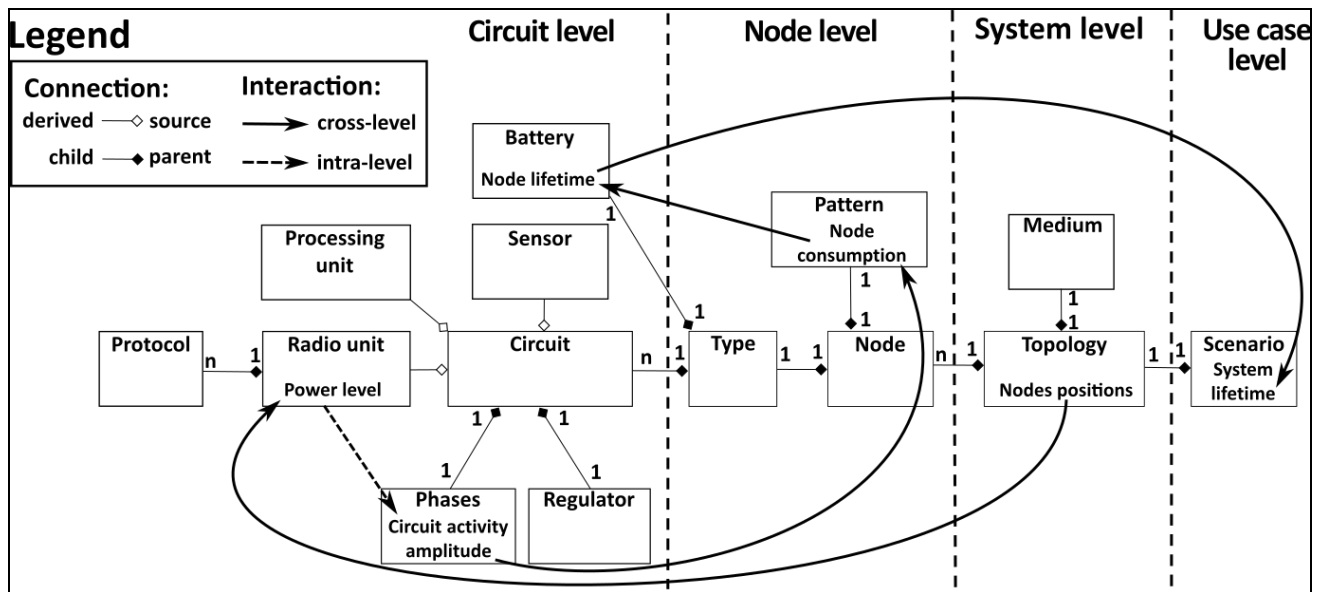 Legend
Circuit level
Node level
System level
Use case
level
Connection:
Interaction:
derived
source
cross-level
child
parent
intra-level
Battery
Node lifetime
1
1
Processing
unit
Sensor
Pattern
Node
consumption
1
1
Medium
1
1
Protocol
n
1
Radio unit
Power level
Circuit
n
1
Type
1
1
Node
n
1
Topology
Nodes positions
1
1
Scenario
System
lifetime
1
1
1
1
Phases
Circuit activity
amplitude
Regulator